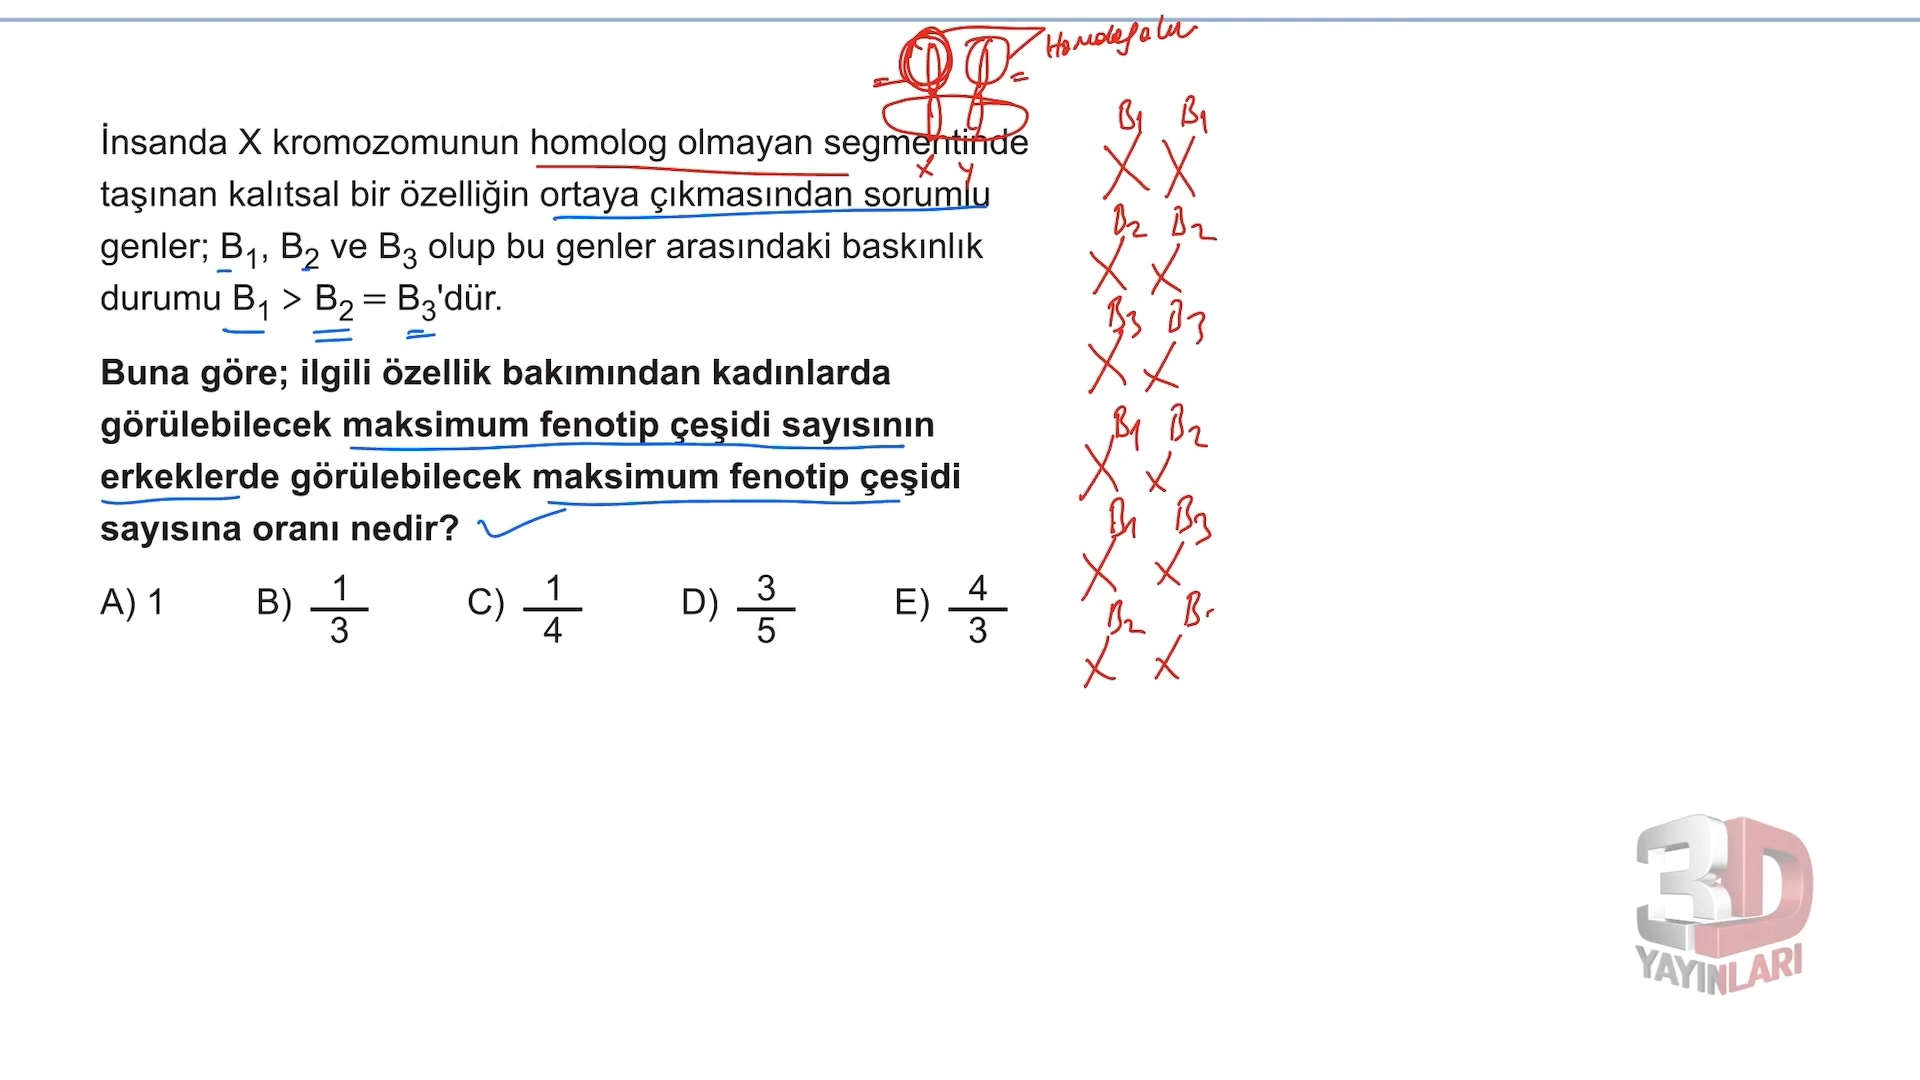 İnsanda X kromozomunun homolog olmayan segmentinde
taşınan kalıtsal bir özelliğin ortaya çıkmasından sorumlu
genler; B₁, B₂ ve B₃ olup bu genler arasındaki baskınlık
durumu B₁ > B₂ = B₃'dür.
Buna göre; ilgili özellik bakımından kadınlarda
görülebilecek maksimum fenotip çeşidi sayısının
erkeklerde görülebilecek maksimum fenotip çeşidi
sayısına oranı nedir?
A) 1 B) 1/3 C) 1/4 D) 3/5 E) 4/3
X Y
B₁ B₁
X X
B₂ B₂
X X
B₃ B₃
X X
B₁ B₂
X X
B₁ B₃
X X
B₂ B
X X
3D
YAYINLARI